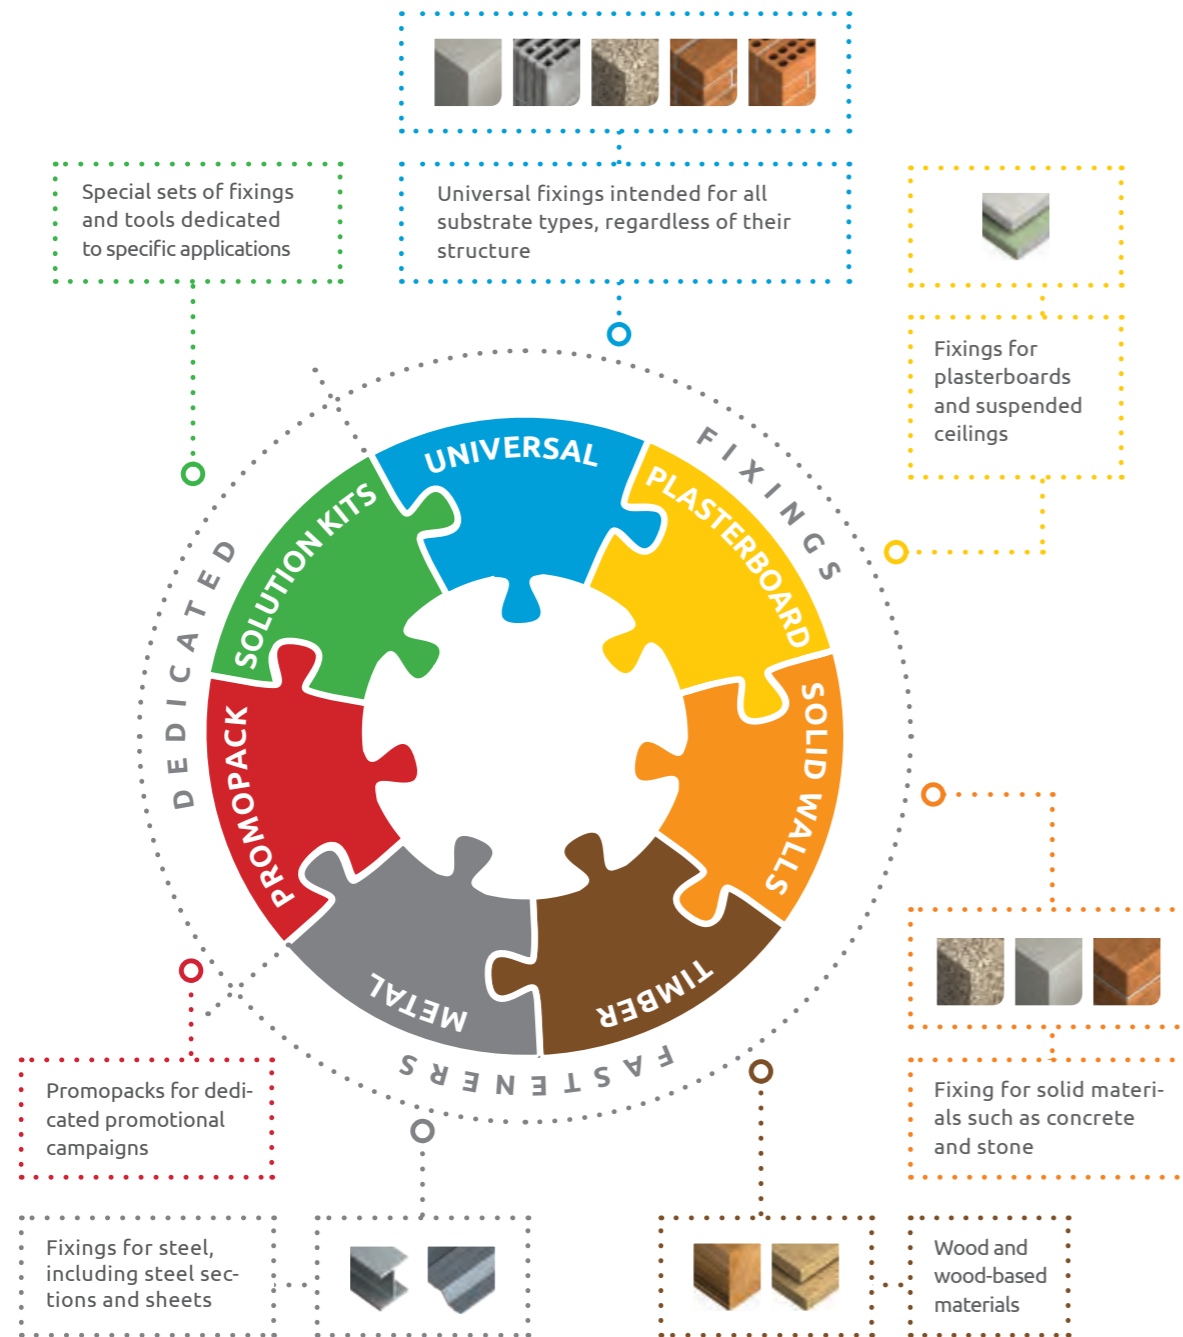 Special sets of fixings
and tools dedicated
to specific applications
Universal fixings intended for all
substrate types, regardless of their
structure
Fixings for
plasterboards
and suspended
ceilings
FIXINGS
DEDICATED
FASTENERS
UNIVERSAL
PLASTERBOARD
SOLID WALLS
TIMBER
METAL
PROMOPACK
SOLUTION KITS
Promopacks for dedi-
cated promotional
campaigns
Fixing for solid materi-
als such as concrete
and stone
Fixings for steel,
including steel sec-
tions and sheets
Wood and
wood-based
materials